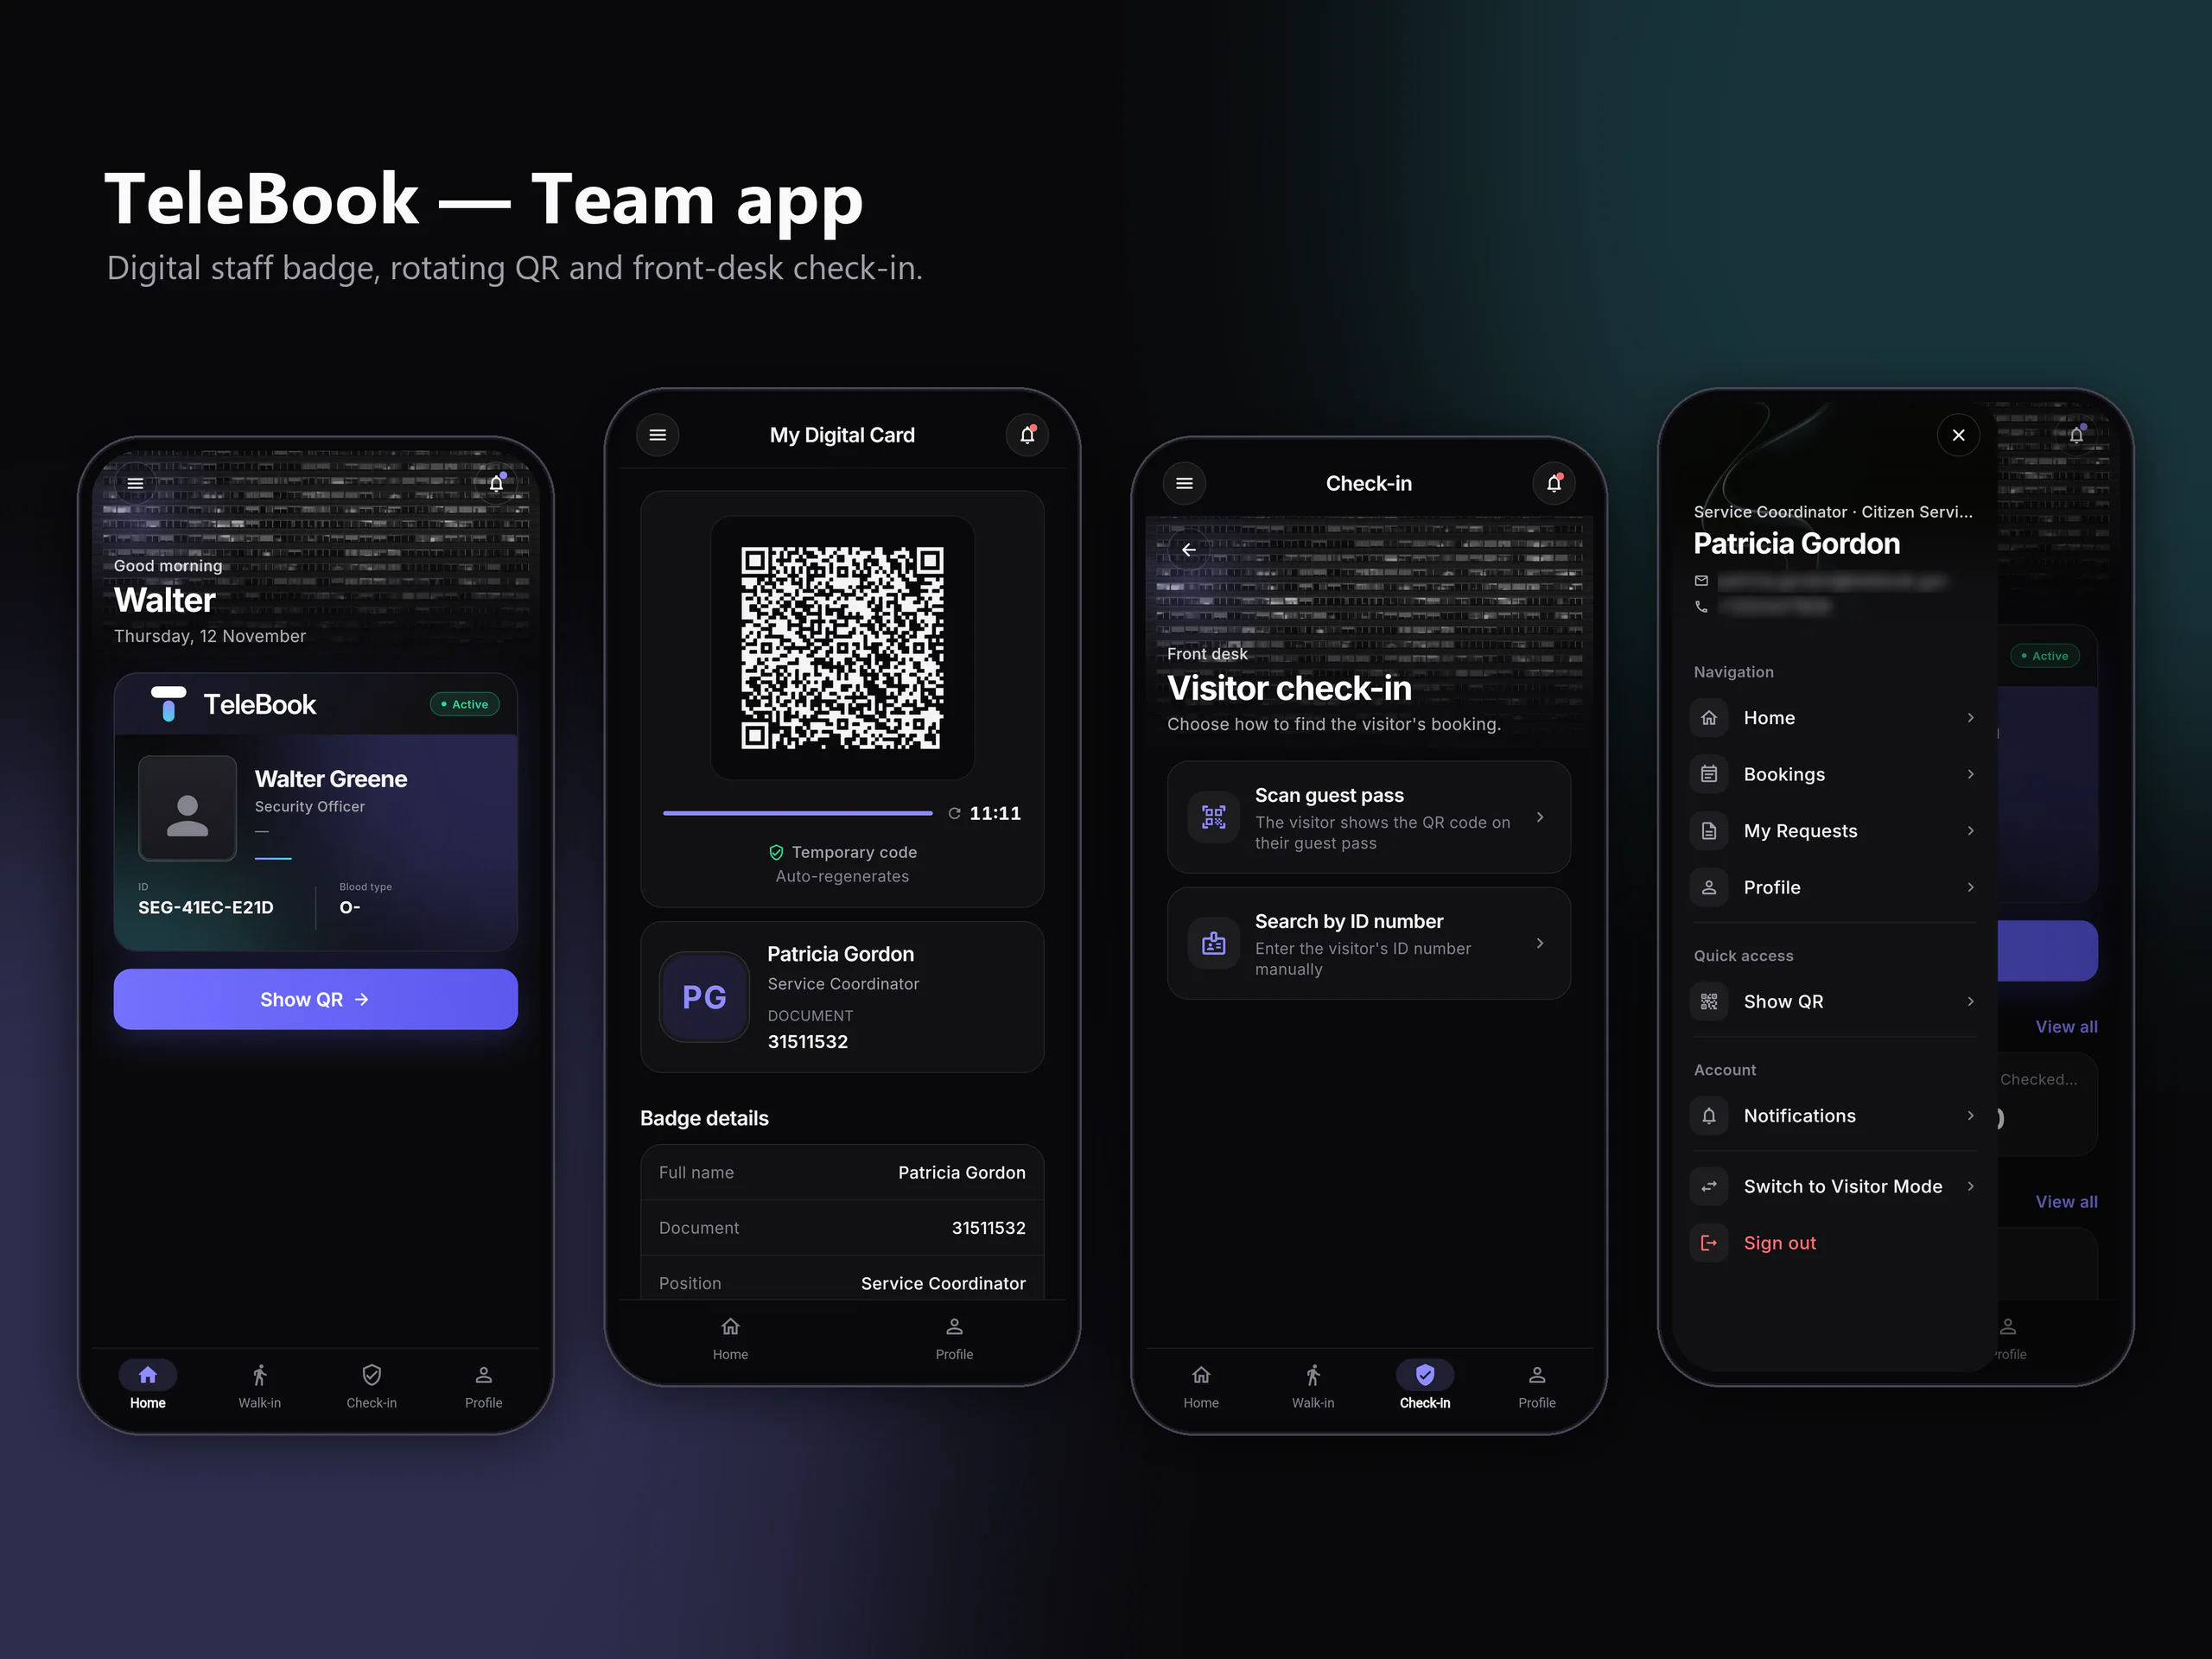 TeleBook — Team app
Digital staff badge, rotating QR and front-desk check-in.
Good morning
Walter
Thursday, 12 November
TeleBook
Active
Walter Greene
Security Officer
—
ID
SEG-41EC-E21D
Blood type
O-
Show QR
Home
Walk-in
Check-in
Profile
My Digital Card
11:11
Temporary code
Auto-regenerates
PG
Patricia Gordon
Service Coordinator
DOCUMENT
31511532
Badge details
Full name
Patricia Gordon
Document
31511532
Position
Service Coordinator
Home
Profile
Check-in
Front desk
Visitor check-in
Choose how to find the visitor's booking.
Scan guest pass
The visitor shows the QR code on
their guest pass
Search by ID number
Enter the visitor's ID number
manually
Home
Walk-in
Check-in
Profile
Service Coordinator · Citizen Servi...
Patricia Gordon
Navigation
Home
Bookings
My Requests
Profile
Quick access
Show QR
Account
Notifications
Switch to Visitor Mode
Sign out
Active
View all
Checked...
View all
rofile